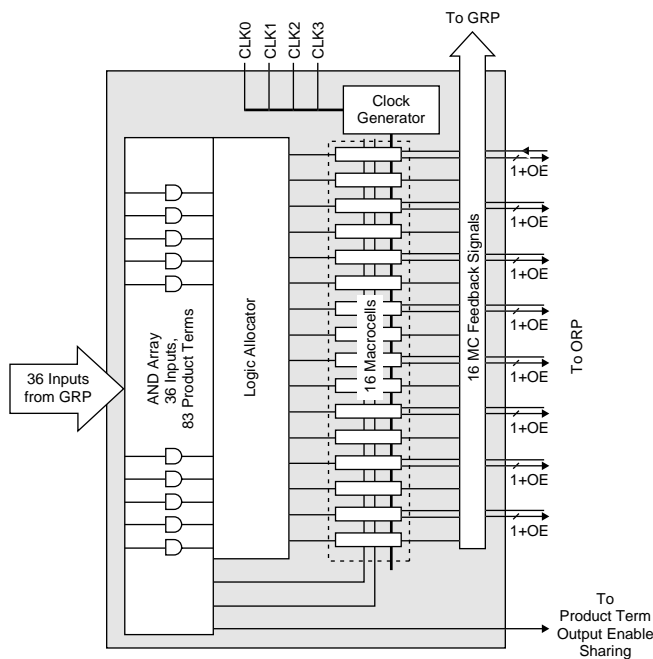 To GRP
CLK0
CLK1
CLK2
CLK3
Clock
Generator
1+OE
1+OE
1+OE
1+OE
1+OE
1+OE
1+OE
1+OE
36 Inputs
from GRP
AND Array
36 Inputs,
83 Product Terms
Logic Allocator
16 Macrocells
16 MC Feedback Signals
To ORP
To
Product Term
Output Enable
Sharing